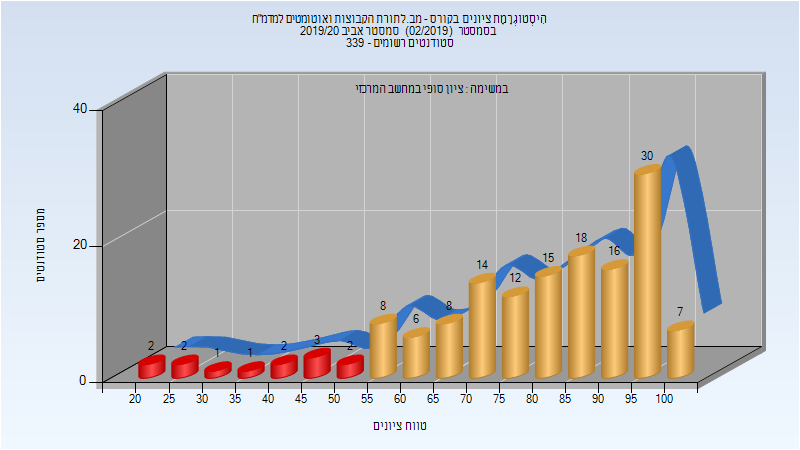 היסטוגרמת ציונים בקורס - מב.לתורת הקבוצות ואוטומטים למדמ"ח
בסמסטר (02/2019) סמסטר אביב 2019/20
סטודנטים רשומים - 339
במשימה : ציון סופי במחשב המרכזי
מספר סטודנטים
40
20
0
2 2 1 1 2 3 2 8 6 8 14 12 15 18 16 30 7
20 25 30 35 40 45 50 55 60 65 70 75 80 85 90 95 100
טווח ציונים